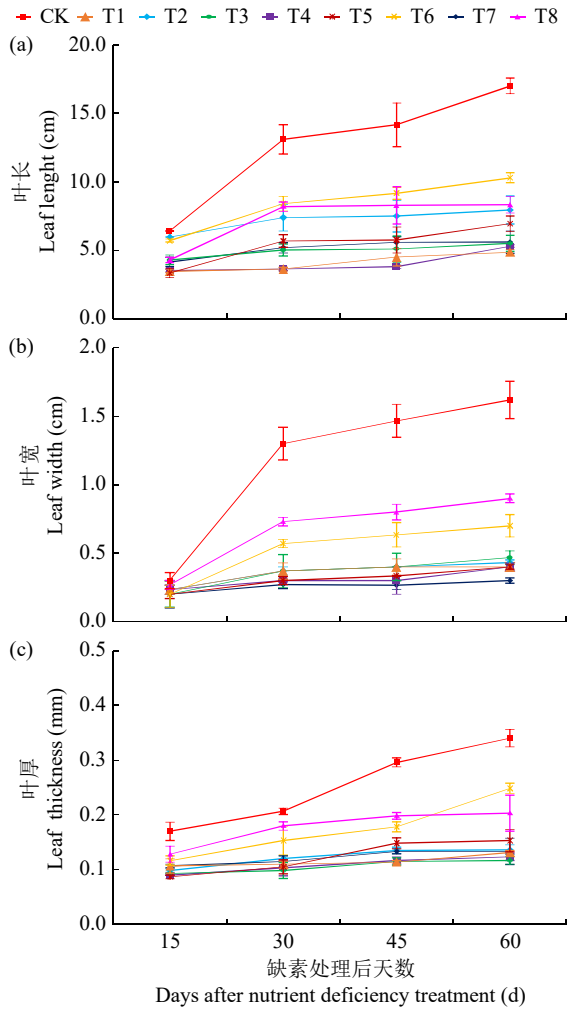 CK T1 T2 T3 T4 T5 T6 T7 T8
(a)
20.0
15.0
10.0
5.0
0.0
叶长
Leaf lenght (cm)
(b)
2.0
1.5
1.0
0.5
0.0
叶宽
Leaf width (cm)
(c)
0.5
0.4
0.3
0.2
0.1
0.0
叶厚
Leaf thickness (mm)
15 30 45 60
缺素处理后天数
Days after nutrient deficiency treatment (d)